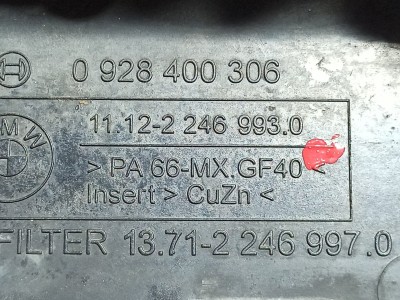 0 928 400 306
BMW
11.12-2 246 993.0
> PA 66-MX.GF40 <
Insert > CuZn <
FILTER 13.71-2 246 997.0